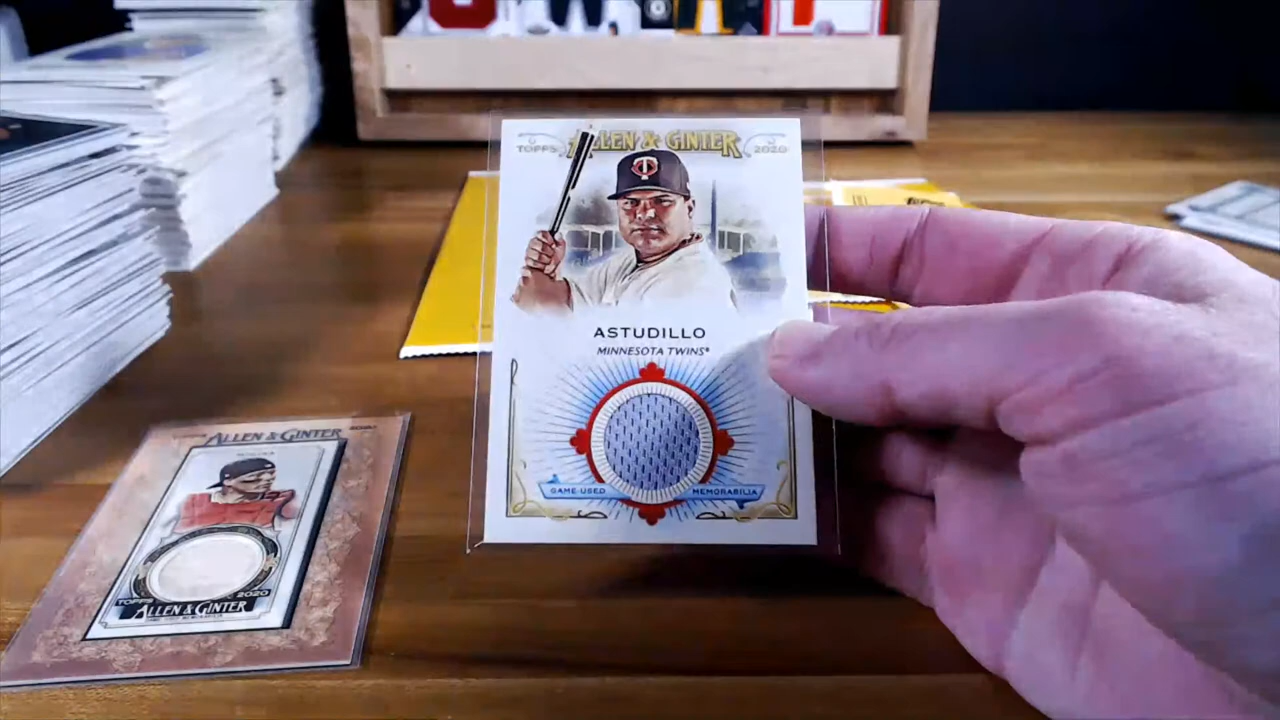 TOPPS ALLEN & GINTER 2020
ASTUDILLO
MINNESOTA TWINS®
GAME-USED MEMORABILIA
ALLEN & GINTER
TOPPS 2020
ALLEN & GINTER